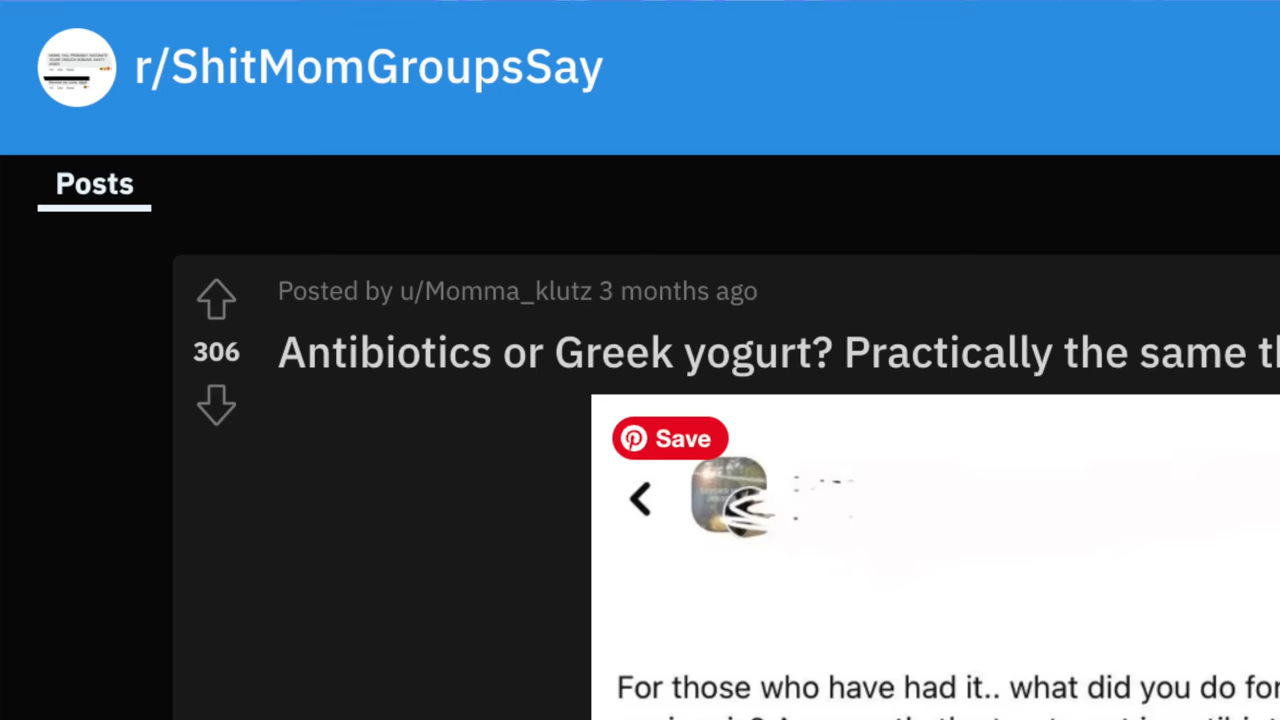 r/ShitMomGroupsSay
Posts
Posted by u/Momma_klutz 3 months ago
306
Antibiotics or Greek yogurt? Practically the same
Save
For those who have had it.. what did you do for